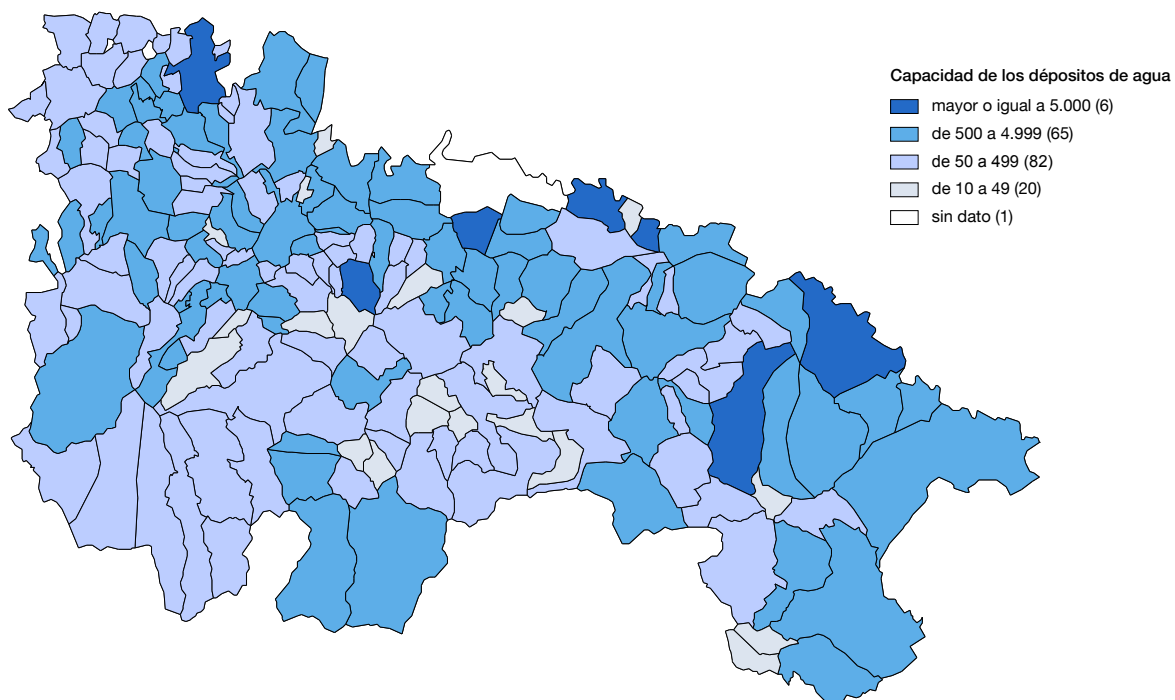 Capacidad de los dépositos de agua
mayor o igual a 5.000 (6)
de 500 a 4.999 (65)
de 50 a 499 (82)
de 10 a 49 (20)
sin dato (1)